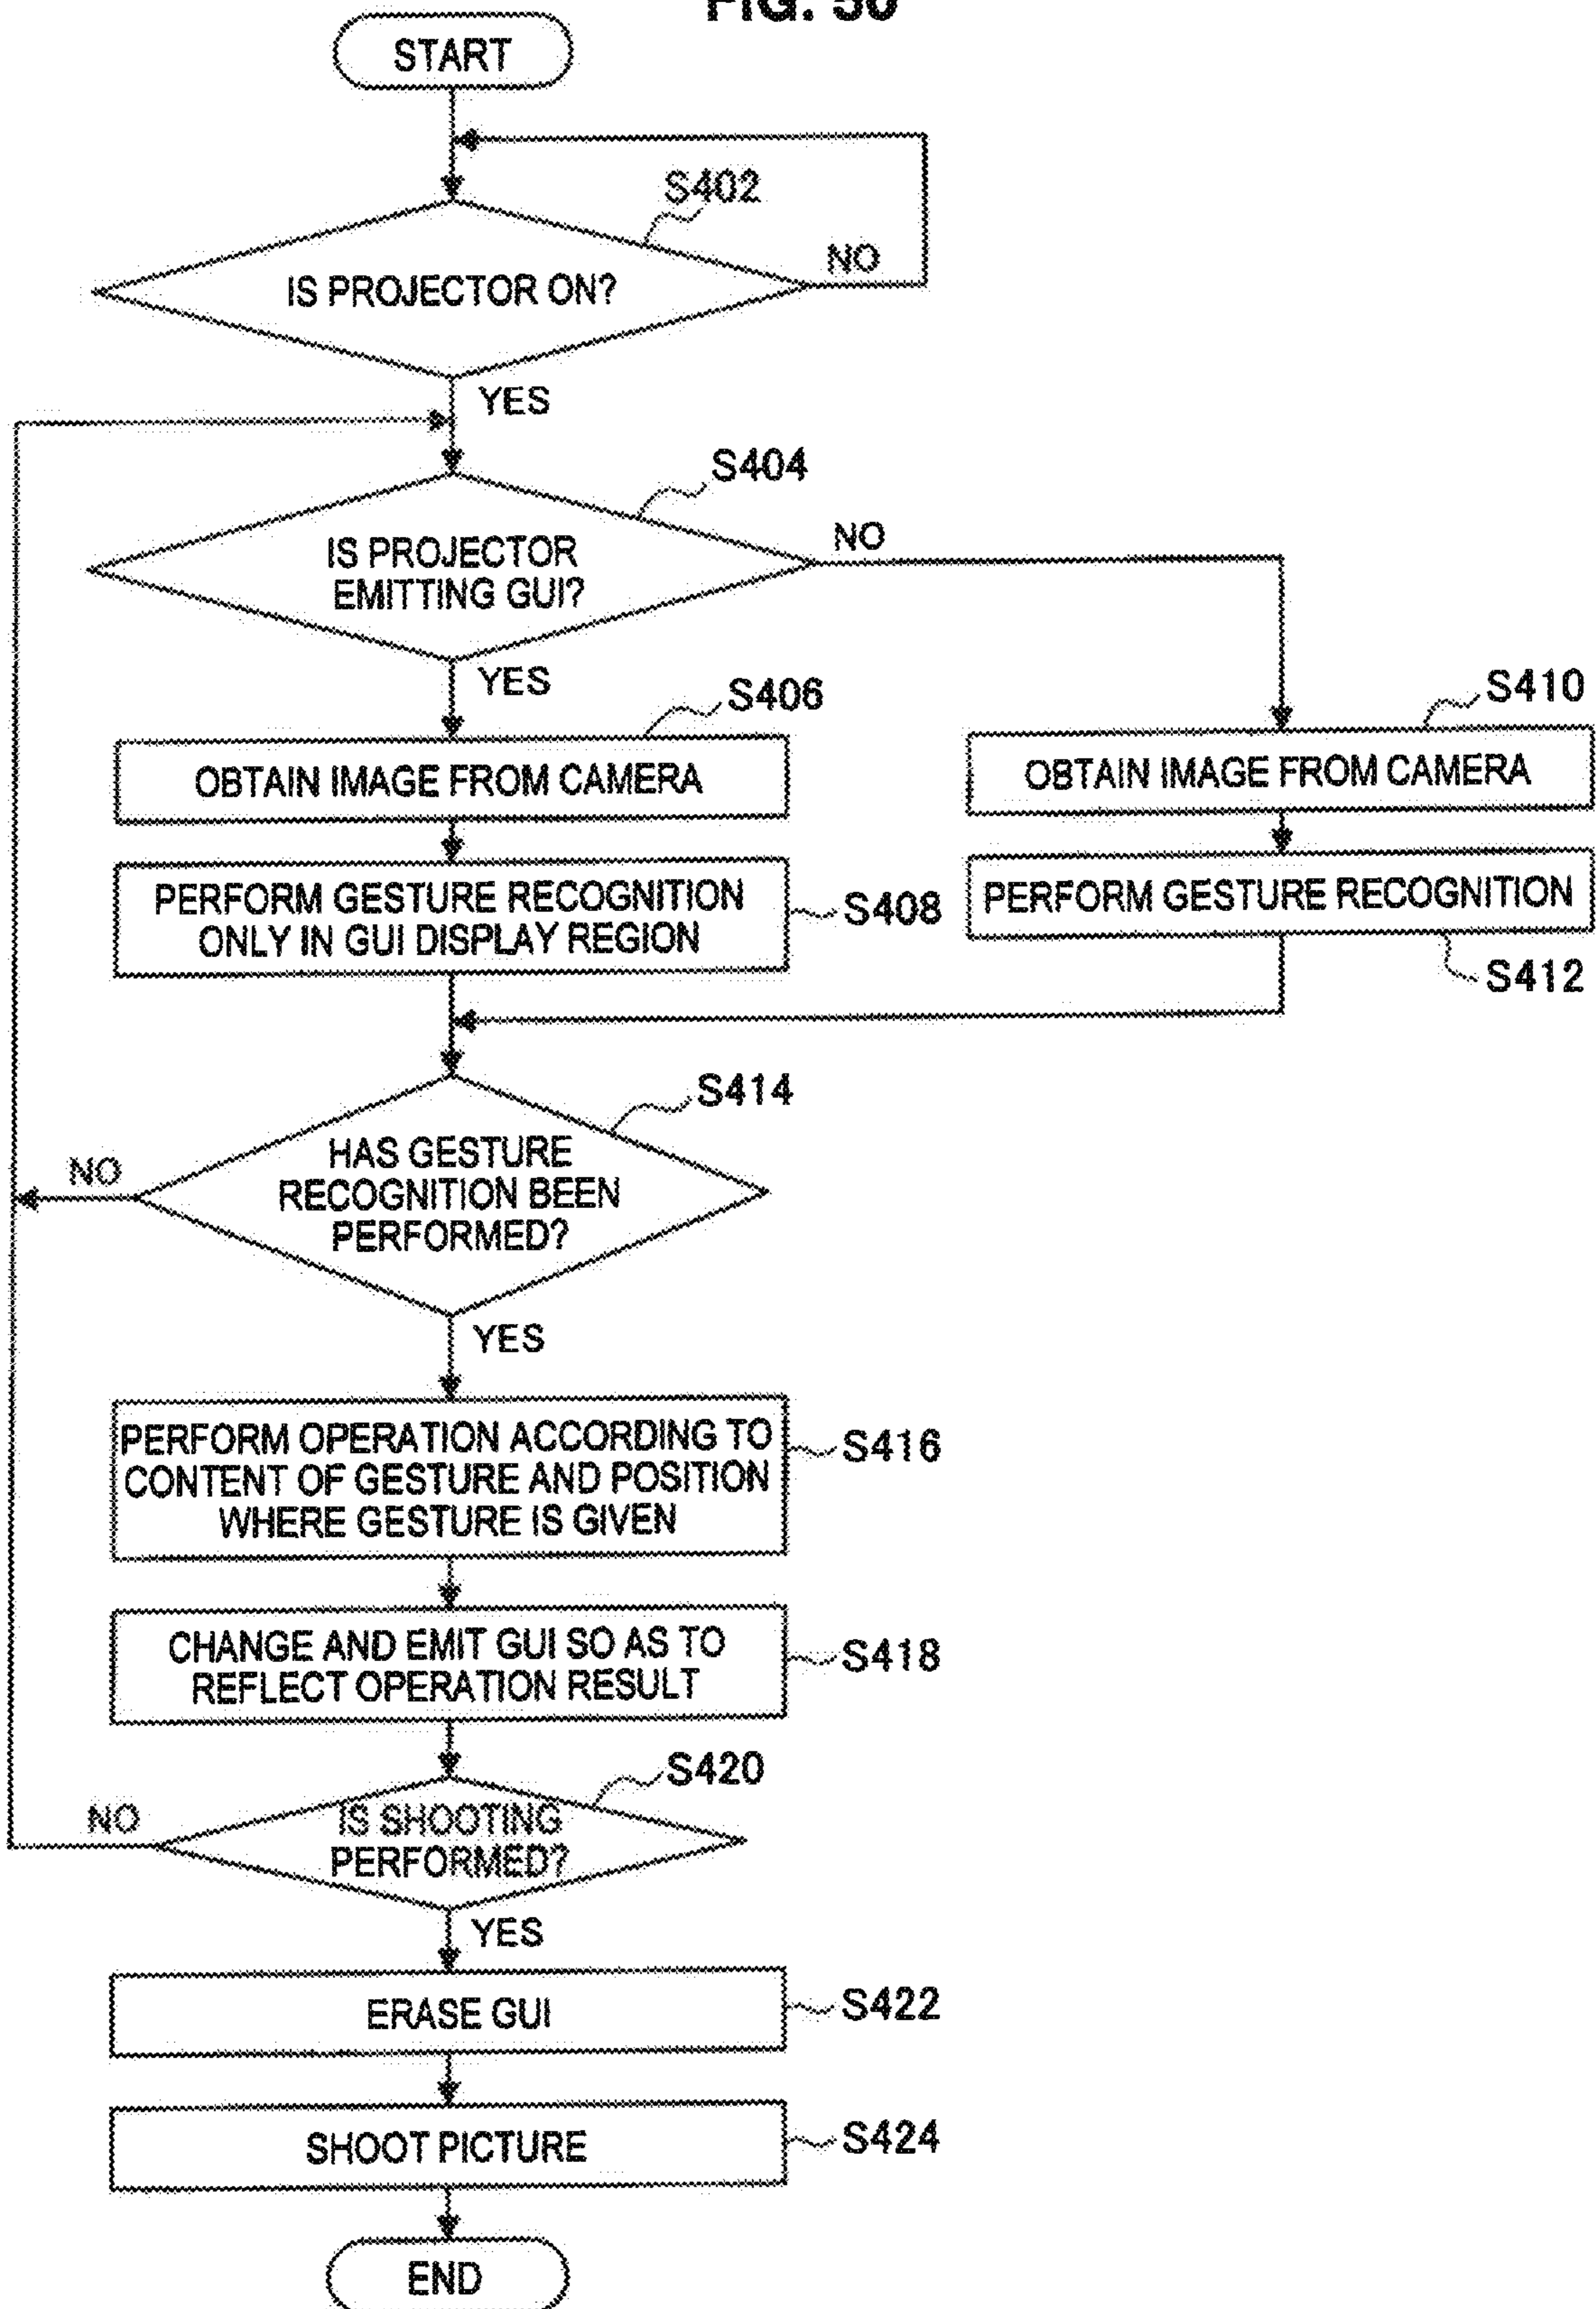 START
S402
IS PROJECTOR ON?
NO
YES
S404
IS PROJECTOR
EMITTING GUI?
NO
YES
S406
OBTAIN IMAGE FROM CAMERA
S410
OBTAIN IMAGE FROM CAMERA
PERFORM GESTURE RECOGNITION
ONLY IN GUI DISPLAY REGION
S408
PERFORM GESTURE RECOGNITION
S412
S414
HAS GESTURE
RECOGNITION BEEN
PERFORMED?
NO
YES
PERFORM OPERATION ACCORDING TO
CONTENT OF GESTURE AND POSITION
WHERE GESTURE IS GIVEN
S416
CHANGE AND EMIT GUI SO AS TO
REFLECT OPERATION RESULT
S418
S420
IS SHOOTING
PERFORMED?
NO
YES
ERASE GUI
S422
SHOOT PICTURE
S424
END